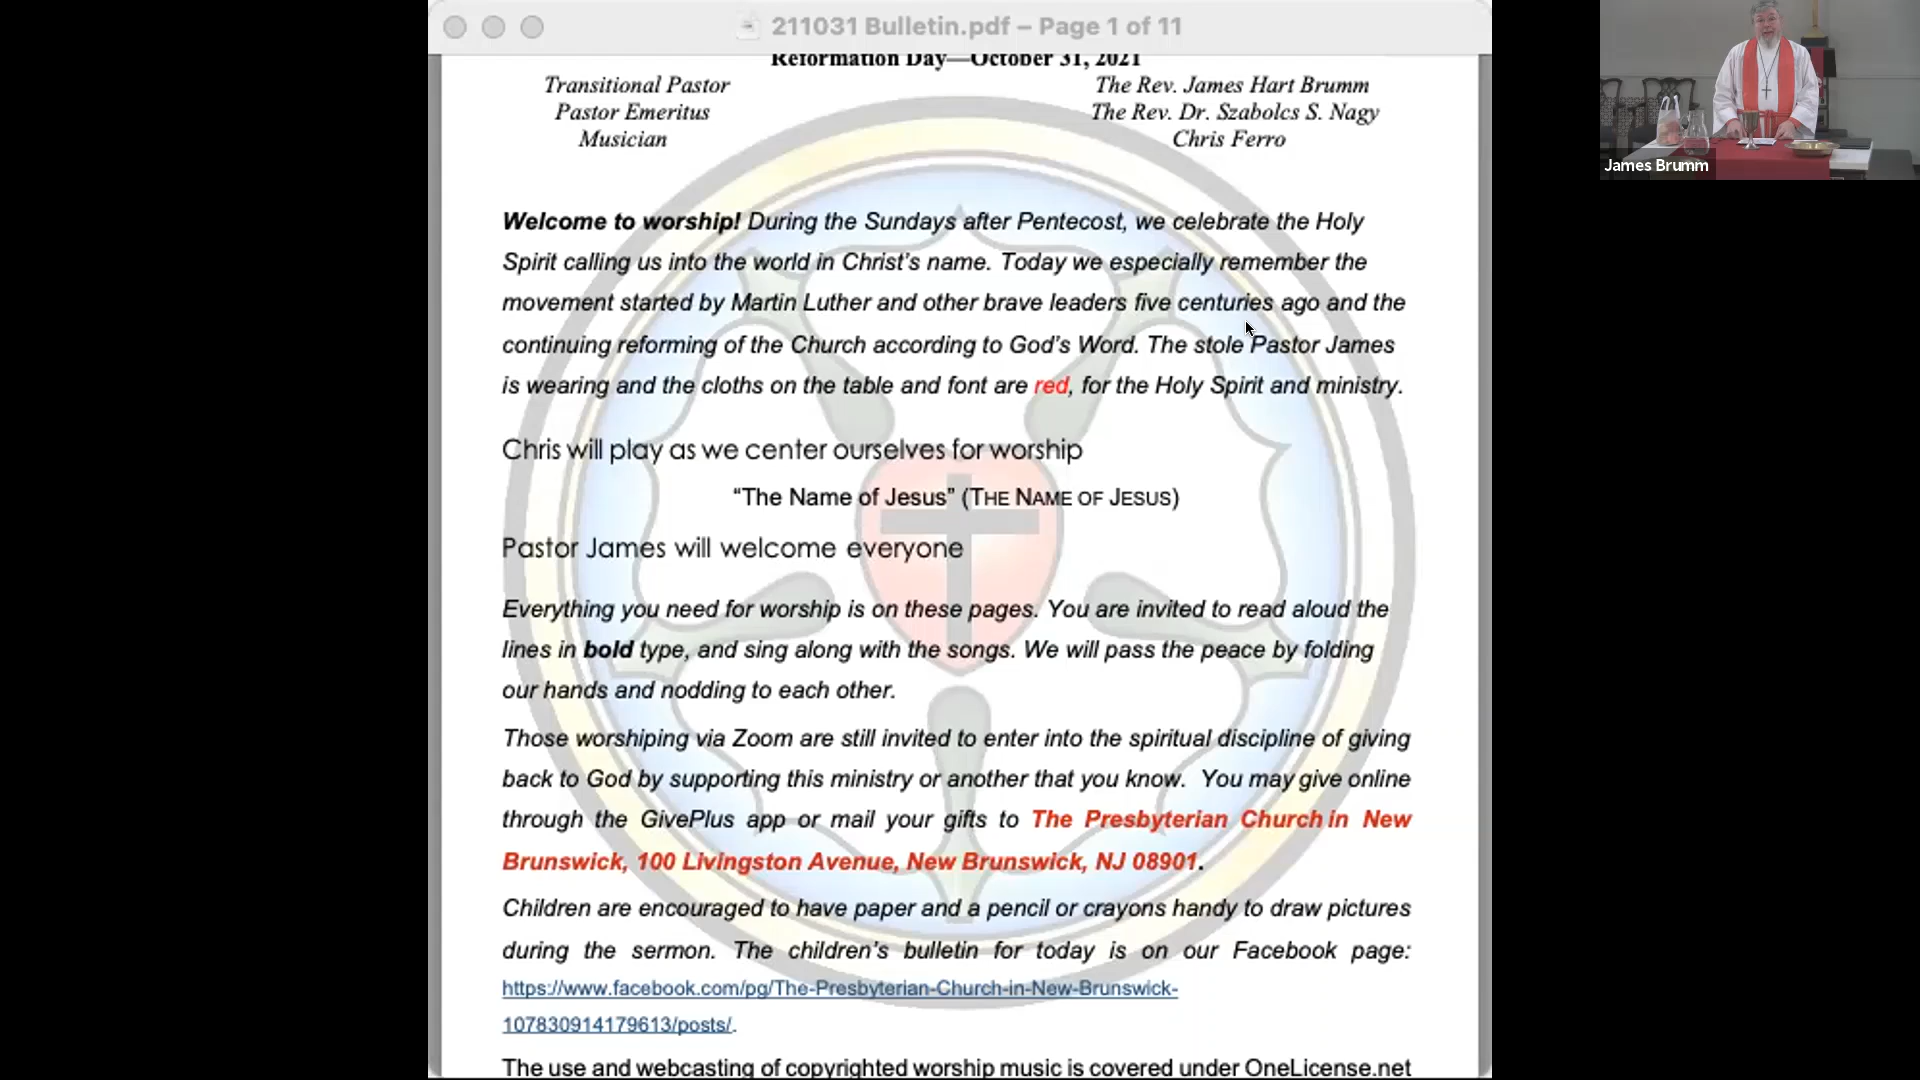 211031 Bulletin.pdf – Page 1 of 11
Reformation Day—October 31, 2021
Transitional Pastor The Rev. James Hart Brumm
Pastor Emeritus The Rev. Dr. Szabolcs S. Nagy
Musician Chris Ferro
Welcome to worship! During the Sundays after Pentecost, we celebrate the Holy
Spirit calling us into the world in Christ’s name. Today we especially remember the
movement started by Martin Luther and other brave leaders five centuries ago and the
continuing reforming of the Church according to God’s Word. The stole Pastor James
is wearing and the cloths on the table and font are red, for the Holy Spirit and ministry.
Chris will play as we center ourselves for worship
“The Name of Jesus” (THE NAME OF JESUS)
Pastor James will welcome everyone
Everything you need for worship is on these pages. You are invited to read aloud the
lines in bold type, and sing along with the songs. We will pass the peace by folding
our hands and nodding to each other.
Those worshiping via Zoom are still invited to enter into the spiritual discipline of giving
back to God by supporting this ministry or another that you know. You may give online
through the GivePlus app or mail your gifts to The Presbyterian Church in New
Brunswick, 100 Livingston Avenue, New Brunswick, NJ 08901.
Children are encouraged to have paper and a pencil or crayons handy to draw pictures
during the sermon. The children’s bulletin for today is on our Facebook page:
https://www.facebook.com/pg/The-Presbyterian-Church-in-New-Brunswick-
107830914179613/posts/.
The use and webcasting of copyrighted worship music is covered under OneLicense.net
James Brumm